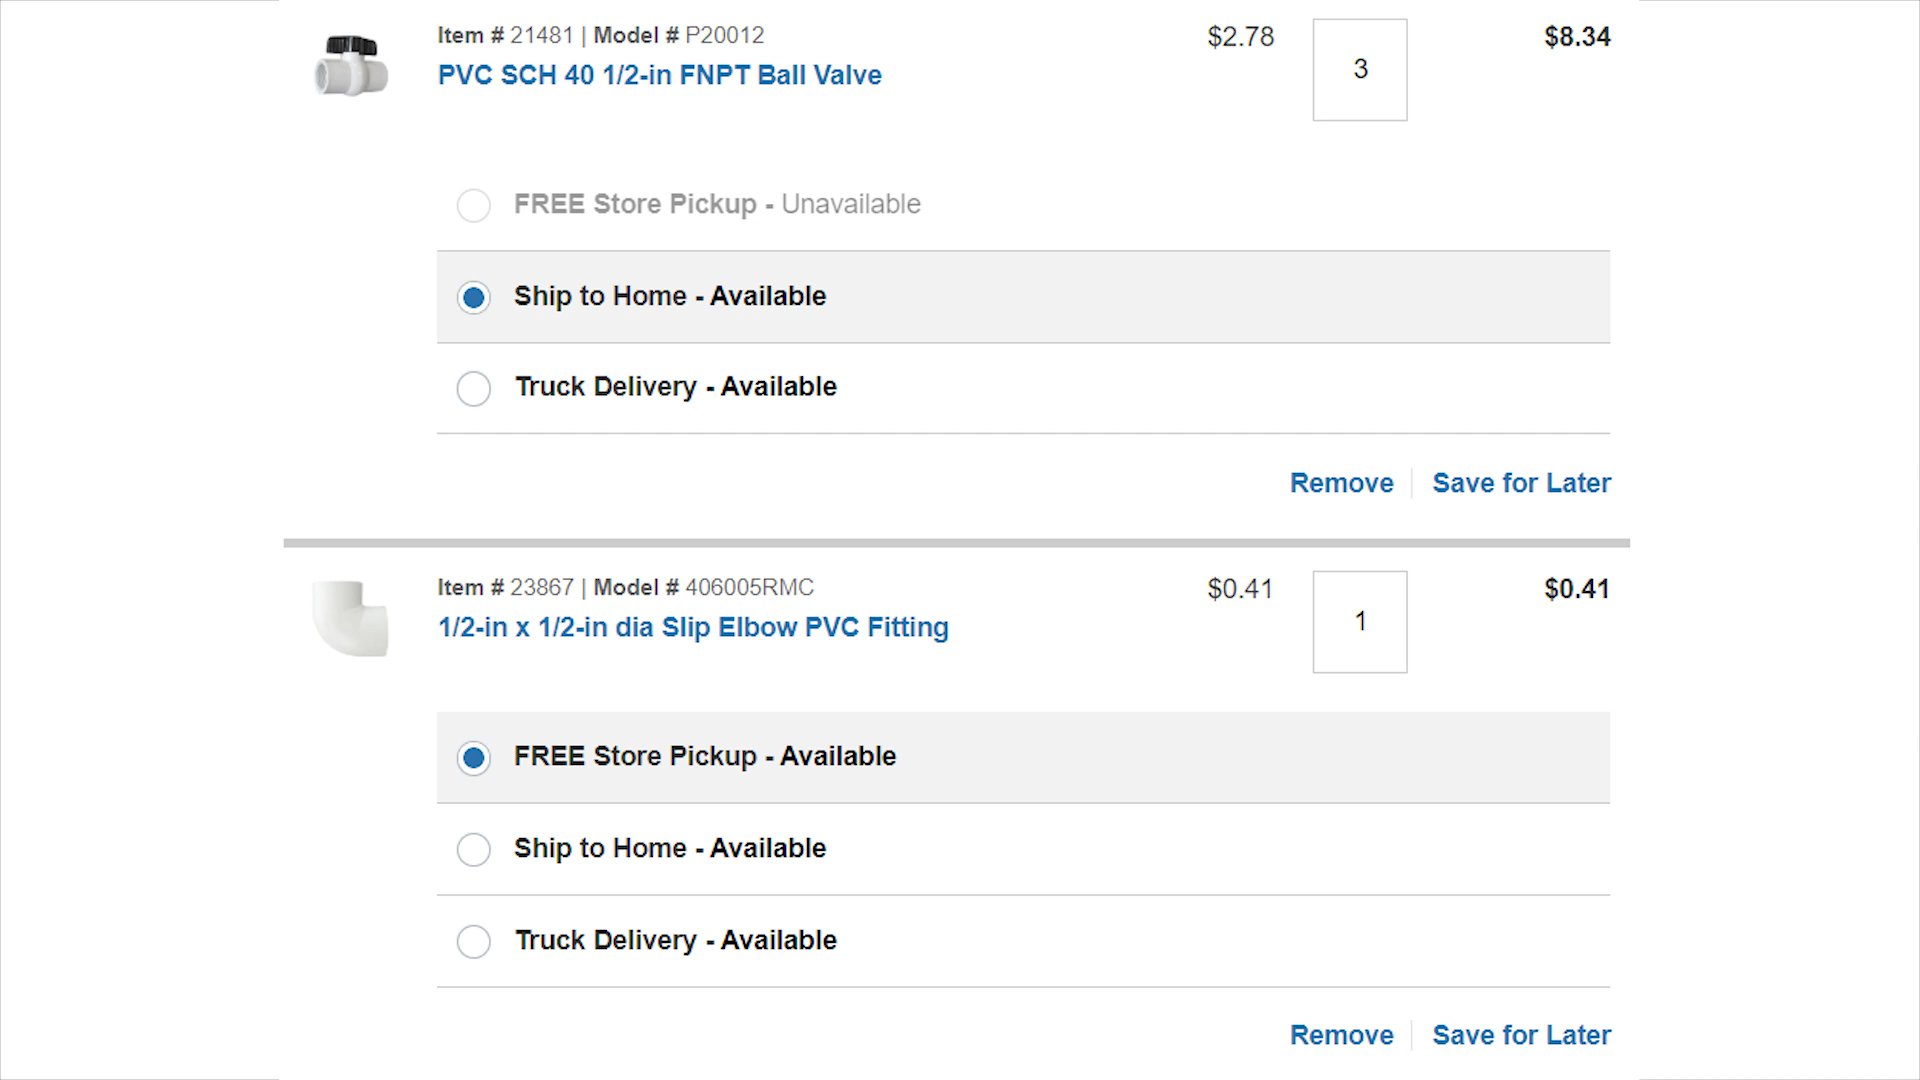 Item # 21481 | Model # P20012 $2.78 3 $8.34
PVC SCH 40 1/2-in FNPT Ball Valve
FREE Store Pickup - Unavailable
Ship to Home - Available
Truck Delivery - Available
Remove Save for Later
Item # 23867 | Model # 406005RMC $0.41 1 $0.41
1/2-in x 1/2-in dia Slip Elbow PVC Fitting
FREE Store Pickup - Available
Ship to Home - Available
Truck Delivery - Available
Remove Save for Later